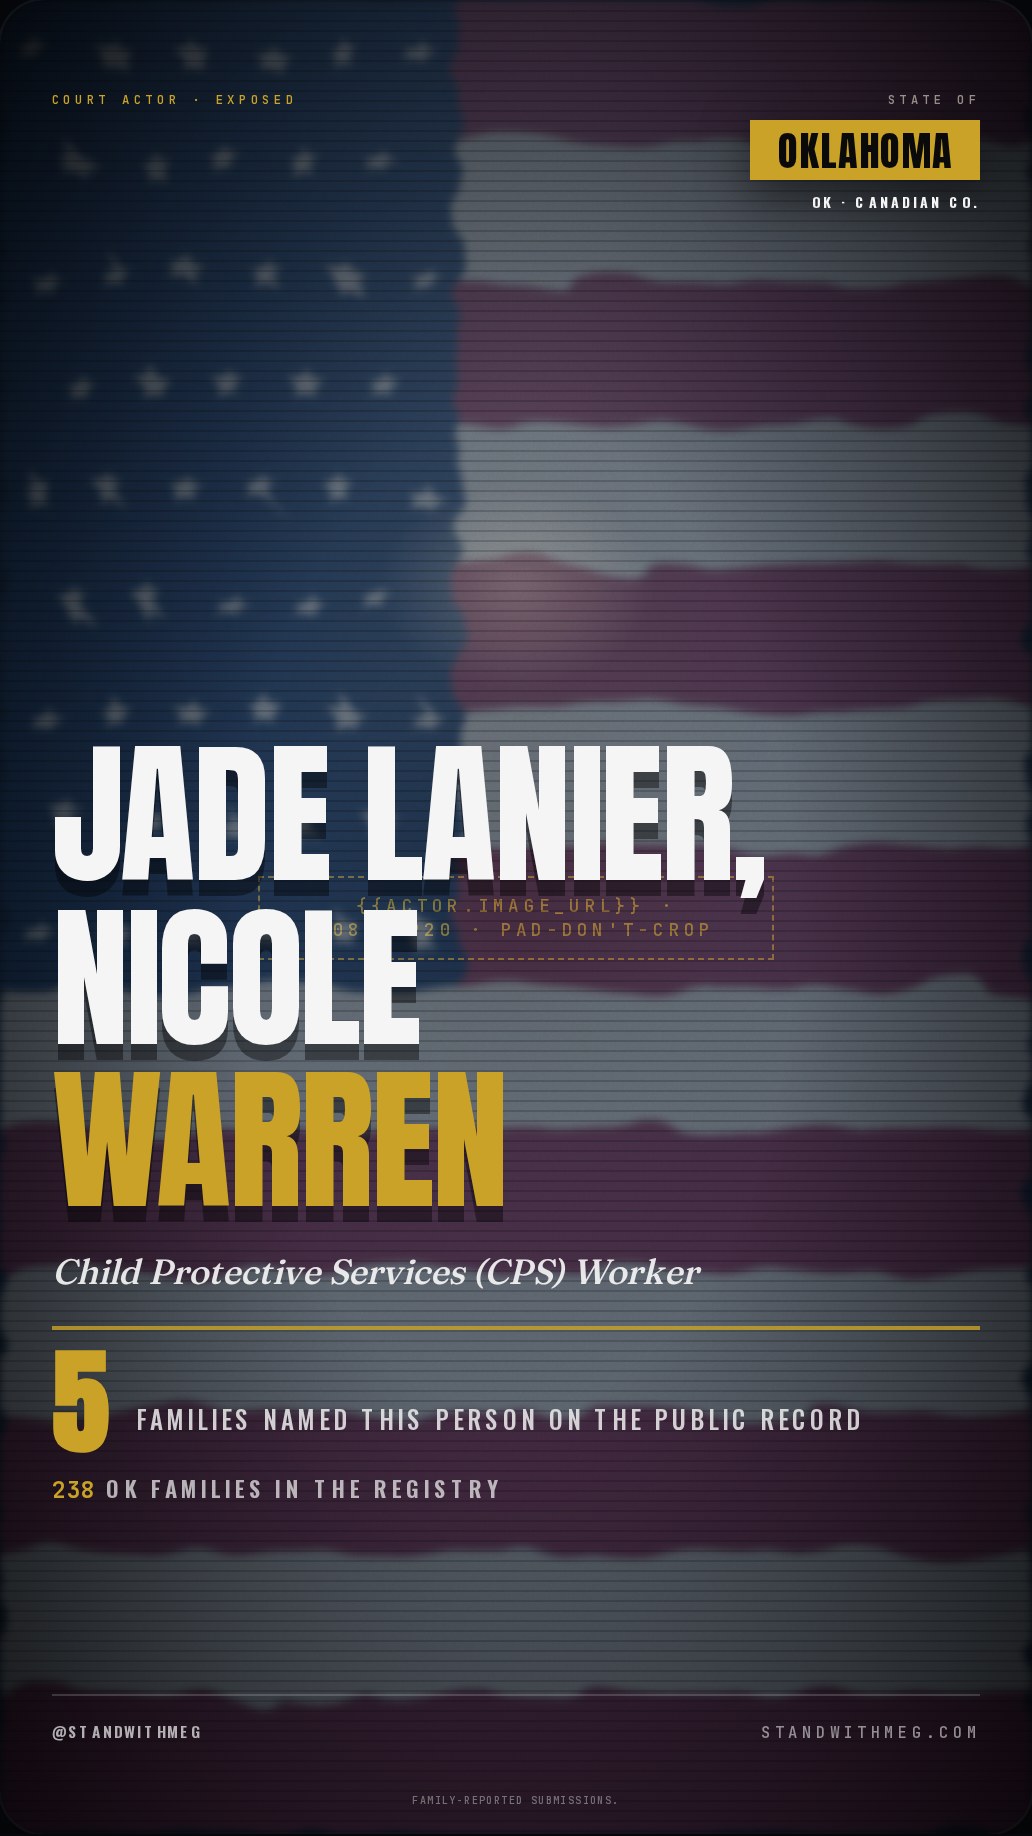 COURT ACTOR · EXPOSED
STATE OF
OKLAHOMA
OK · CANADIAN CO.
JADE LANIER,
{{ACTOR.IMAGE_URL}} ·
08 20 · PAD-DON'T-CROP
NICOLE
WARREN
Child Protective Services (CPS) Worker
5 FAMILIES NAMED THIS PERSON ON THE PUBLIC RECORD
238 OK FAMILIES IN THE REGISTRY
@STANDWITHMEG
STANDWITHMEG.COM
FAMILY-REPORTED SUBMISSIONS.